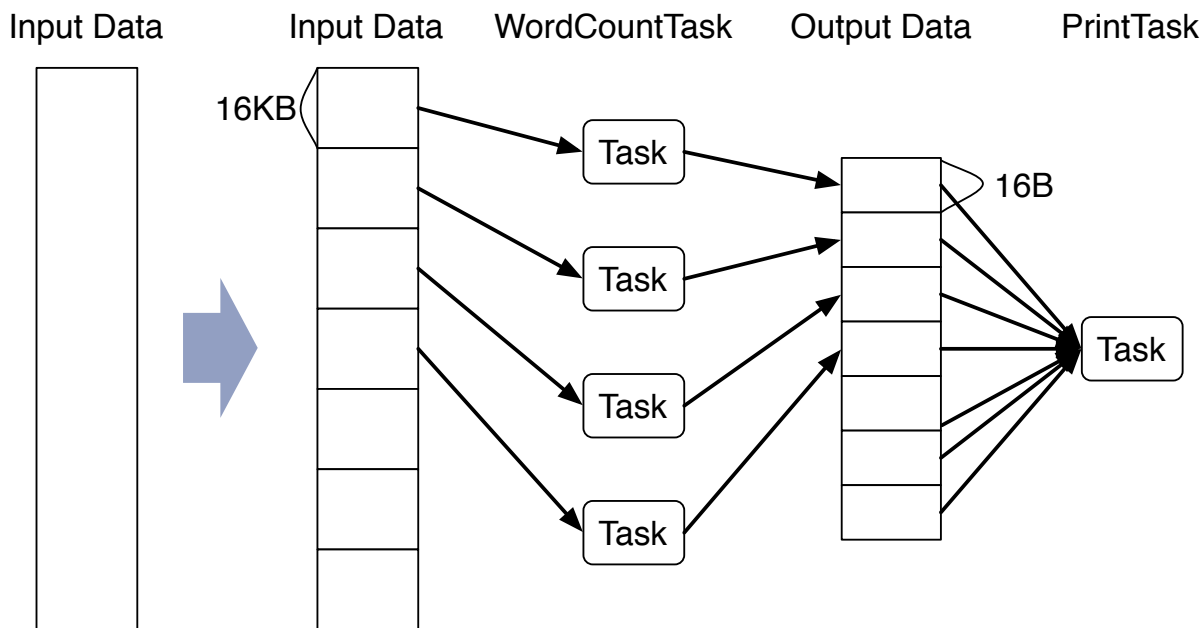 Input Data
Input Data
WordCountTask
Output Data
PrintTask
16KB
Task
16B
Task
Task
Task
Task